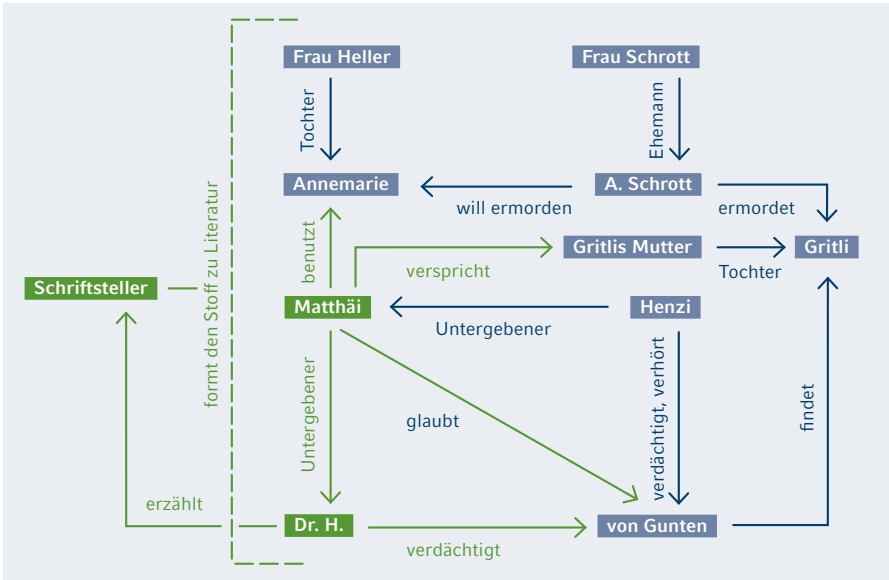 Frau Heller
Frau Schrott
Tochter
Ehemann
Annemarie
A. Schrott
will ermorden
ermordet
formt den Stoff zu Literatur
benutzt
verspricht
Gritlis Mutter
Tochter
Gritli
Schriftsteller
Matthäi
Untergebener
Henzi
Untergebener
glaubt
verdächtigt, verhört
findet
erzählt
Dr. H.
verdächtigt
von Gunten